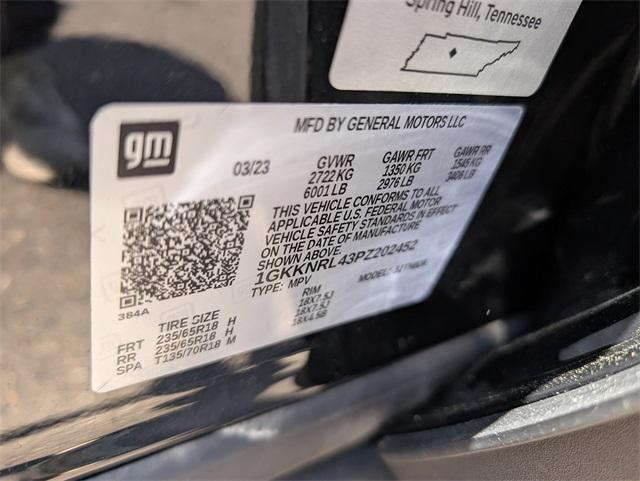 Spring Hill, Tennessee
gm
MFD BY GENERAL MOTORS LLC
03/23
GVWR
2722 KG
6001 LB
GAWR FRT
1350 KG
2976 LB
GAWR RR
1545 KG
3406 LB
THIS VEHICLE CONFORMS TO ALL
APPLICABLE U.S. FEDERAL MOTOR
VEHICLE SAFETY STANDARDS IN EFFECT
ON THE DATE OF MANUFACTURE
SHOWN ABOVE.
1GKKNRL43PZ202452
TYPE: MPV
MODEL:
384A
TIRE SIZE
RIM
FRT 235/65R18 H 18X7.5J
RR 235/65R18 H 18X7.5J
SPA T135/70R18 M 18X4.5B